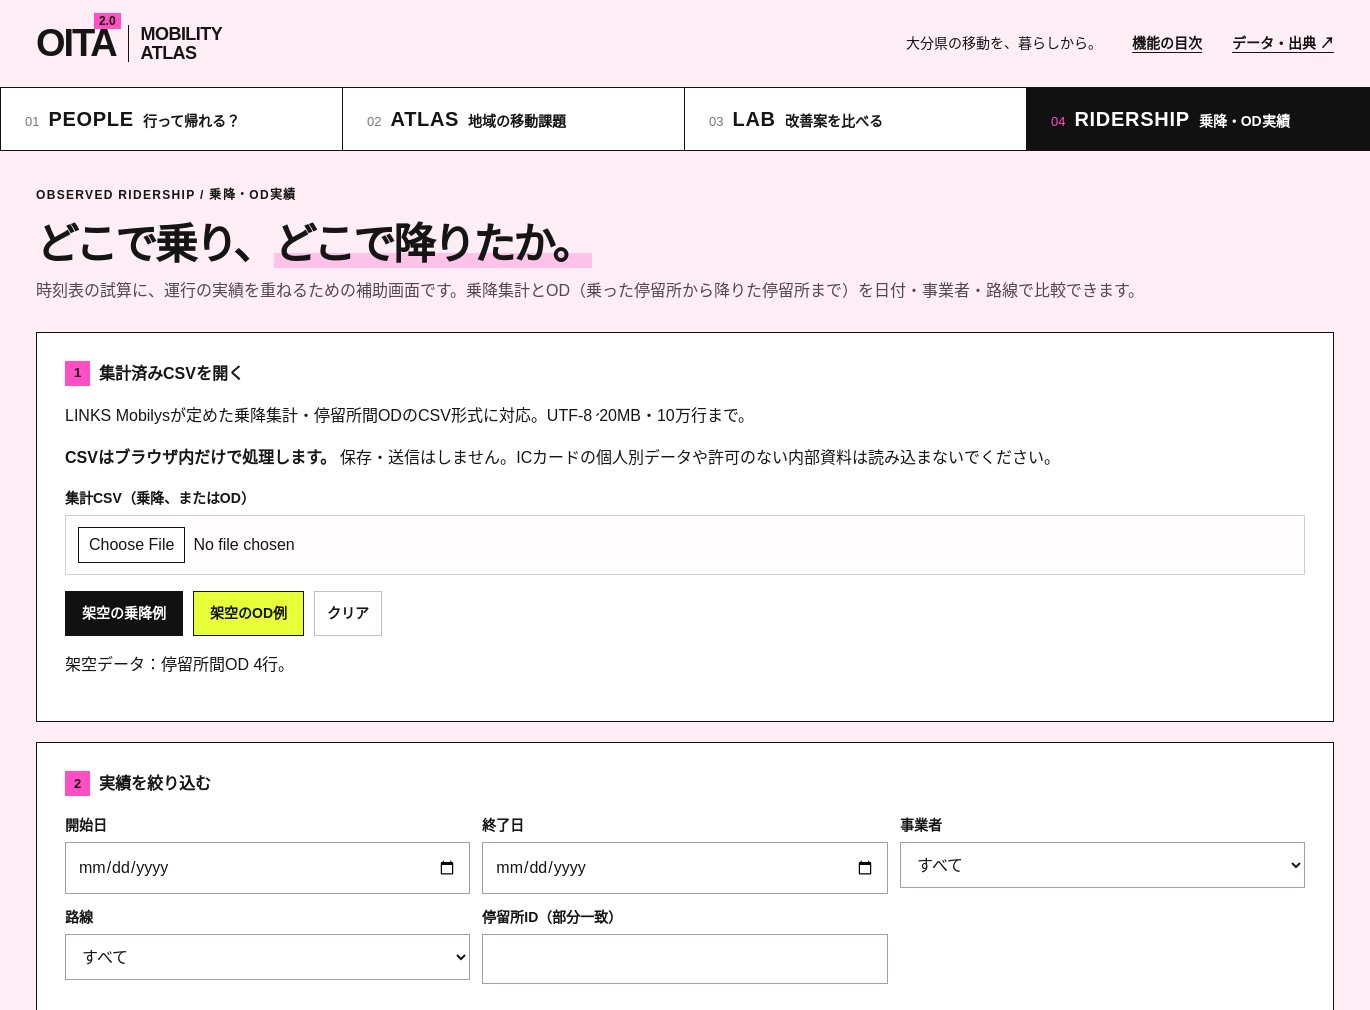 OITA 2.0 MOBILITY ATLAS
大分県の移動を、暮らしから。 機能の目次 データ・出典 ↗
01 PEOPLE 行って帰れる？ 02 ATLAS 地域の移動課題 03 LAB 改善案を比べる 04 RIDERSHIP 乗降・OD実績
OBSERVED RIDERSHIP / 乗降・OD実績
どこで乗り、どこで降りたか。
時刻表の試算に、運行の実績を重ねるための補助画面です。乗降集計とOD（乗った停留所から降りた停留所まで）を日付・事業者・路線で比較できます。
1 集計済みCSVを開く
LINKS Mobilysが定めた乗降集計・停留所間ODのCSV形式に対応。UTF-8・20MB・10万行まで。
CSVはブラウザ内だけで処理します。 保存・送信はしません。ICカードの個人別データや許可のない内部資料は読み込まないでください。
集計CSV（乗降、またはOD）
Choose File No file chosen
架空の乗降例 架空のOD例 クリア
架空データ：停留所間OD 4行。
2 実績を絞り込む
開始日 終了日 事業者
mm/dd/yyyy mm/dd/yyyy すべて
路線 停留所ID（部分一致）
すべて